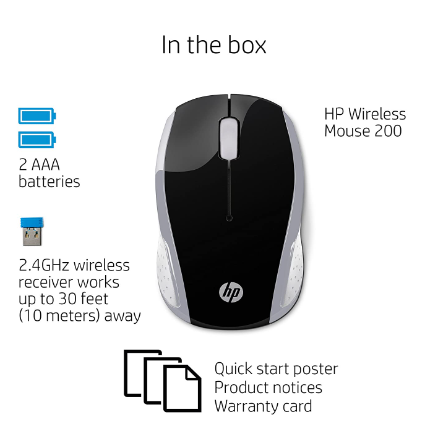 In the box
HP Wireless
Mouse 200
2 AAA
batteries
2.4GHz wireless
receiver works
up to 30 feet
(10 meters) away
hp
Quick start poster
Product notices
Warranty card